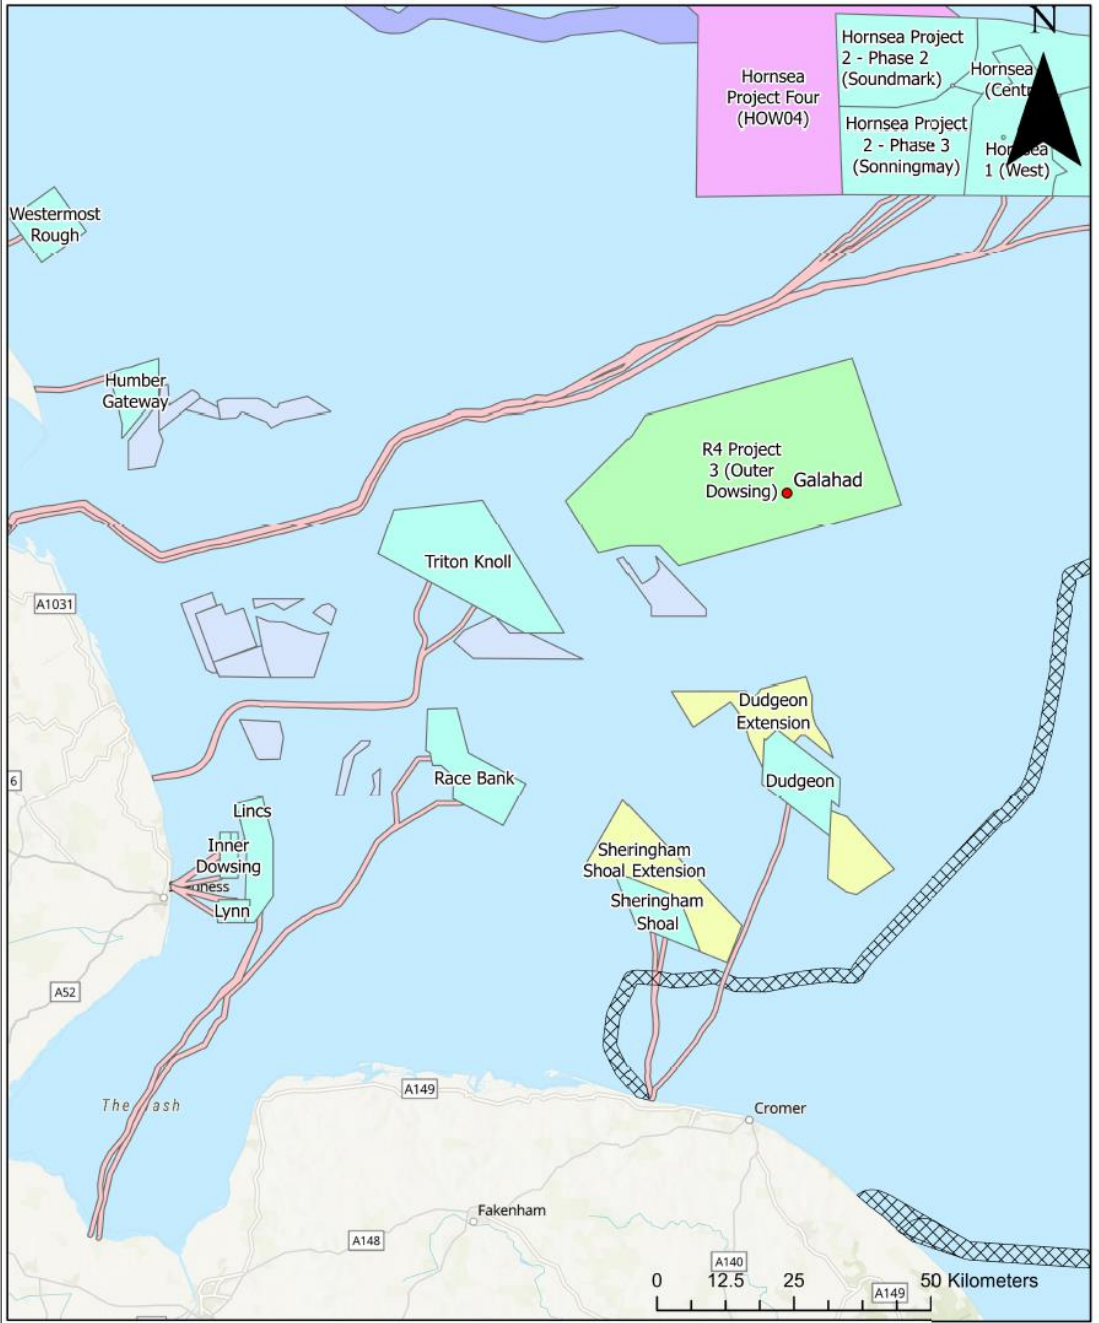 N
Hornsea Project
2 - Phase 2
(Soundmark)
Hornsea
(Centr
Hornsea
Project Four
(HOW04)
Hornsea Project
2 - Phase 3
(Sonningmay)
1 (West)
Westermost
Rough
Humber
Gateway
R4 Project
3 (Outer
Dowsing)
Galahad
Triton Knoll
A1031
Dudgeon
Extension
Dudgeon
6
Race Bank
Lincs
Inner
Dowsing
Lynn
Sheringham
Shoal Extension
Sheringham
Shoal
A52
The
A149
Cromer
Fakenham
A148
A140
A149
0 12.5 25 50 Kilometers